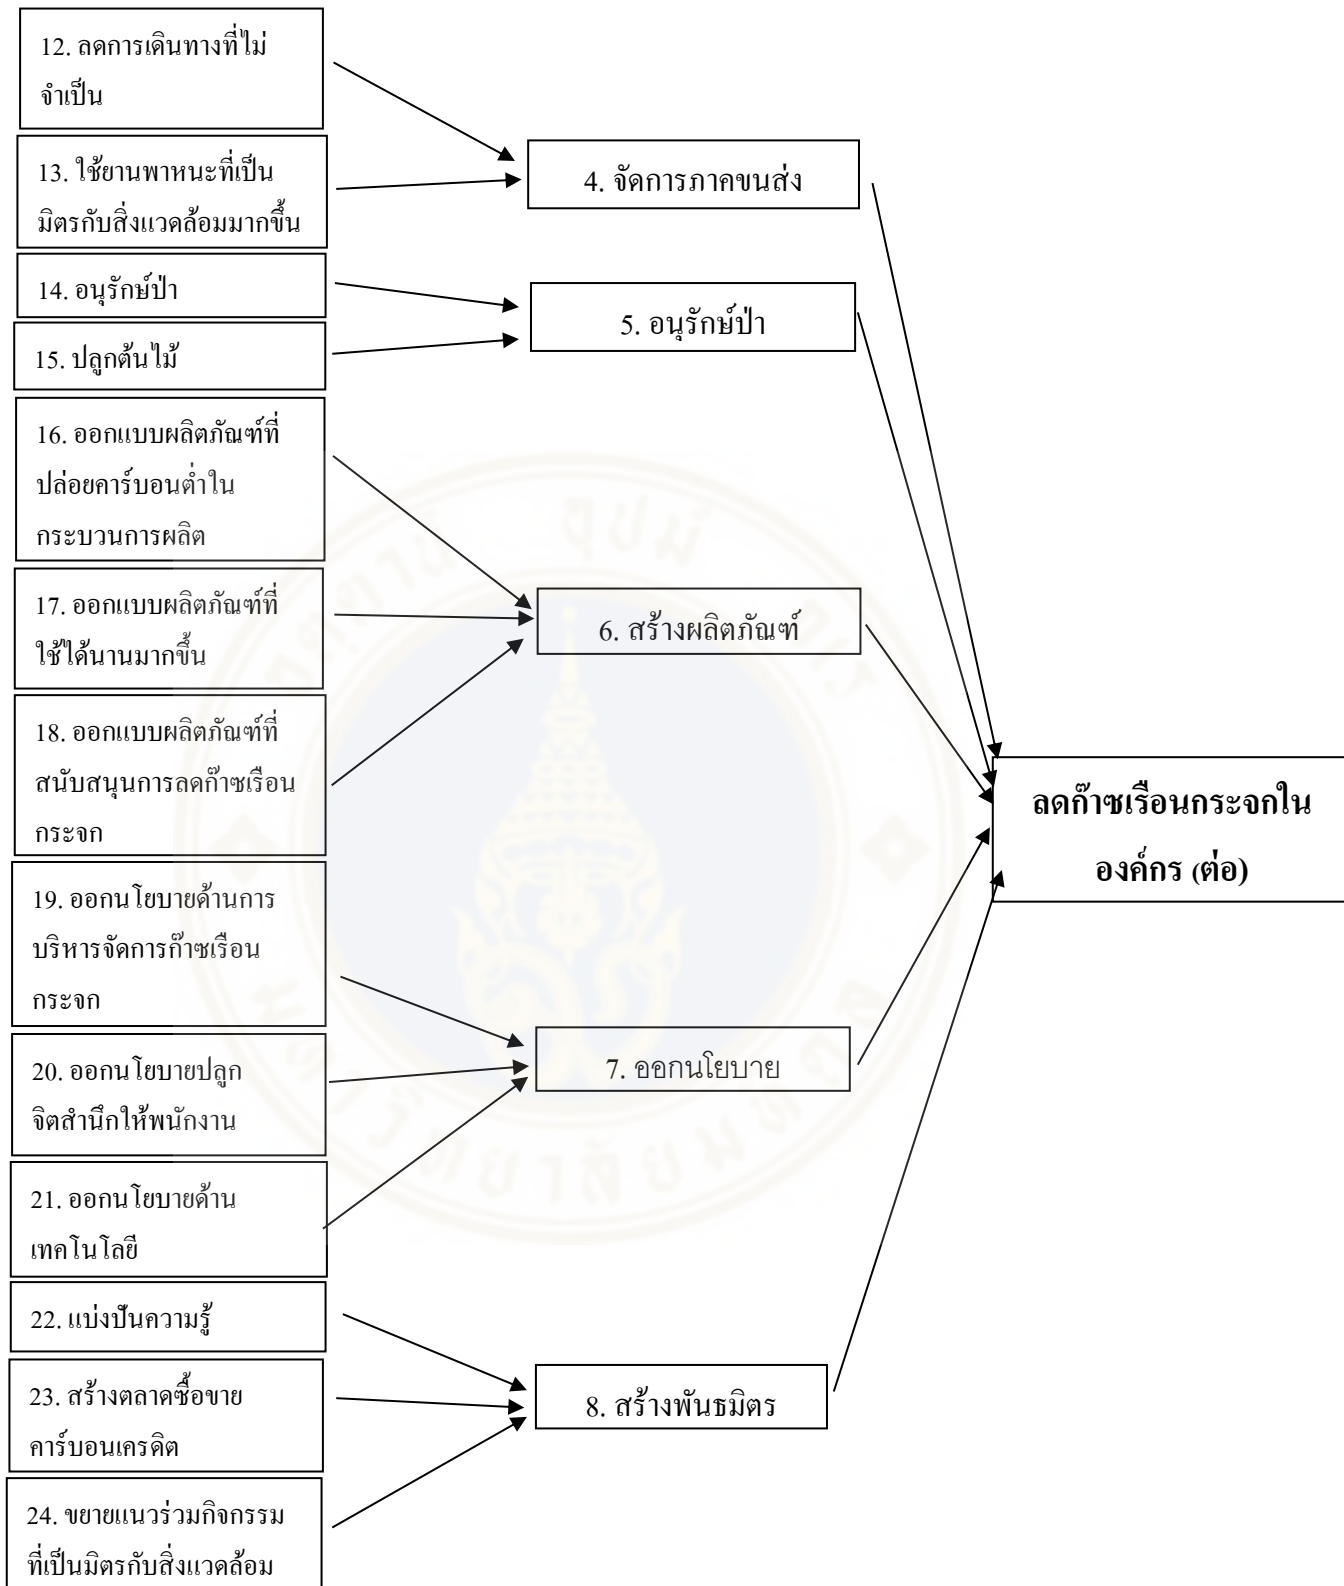 12. ลดการเดินทางที่ไม่
จำเป็น
13. ใช้ยานพาหนะที่เป็น
มิตรกับสิ่งแวดล้อมมากขึ้น
14. อนุรักษ์ป่า
15. ปลูกต้นไม้
16. ออกแบบผลิตภัณฑ์ที่
ปล่อยคาร์บอนต่ำใน
กระบวนการผลิต
17. ออกแบบผลิตภัณฑ์ที่
ใช้ได้นานมากขึ้น
18. ออกแบบผลิตภัณฑ์ที่
สนับสนุนการลดก๊าซเรือน
กระจก
19. ออกนโยบายด้านการ
บริหารจัดการก๊าซเรือน
กระจก
20. ออกนโยบายปลูก
จิตสำนึกให้พนักงาน
21. ออกนโยบายด้าน
เทคโนโลยี
22. แบ่งปันความรู้
23. สร้างตลาดซื้อขาย
คาร์บอนเครดิต
24. ขยายแนวร่วมกิจกรรม
ที่เป็นมิตรกับสิ่งแวดล้อม
4. จัดการภาคขนส่ง
5. อนุรักษ์ป่า
6. สร้างผลิตภัณฑ์
7. ออกนโยบาย
8. สร้างพันธมิตร
ลดก๊าซเรือนกระจกใน
องค์กร (ต่อ)
มหาวิทยาลัยมหิดล